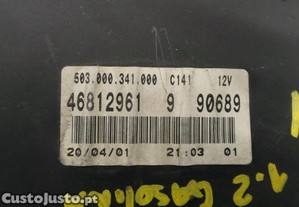 503.000.341.000 C141 12V
46812961 9 90689
20/04/01 21:03 01
1.2 Gasolina
CustoJusto.pt